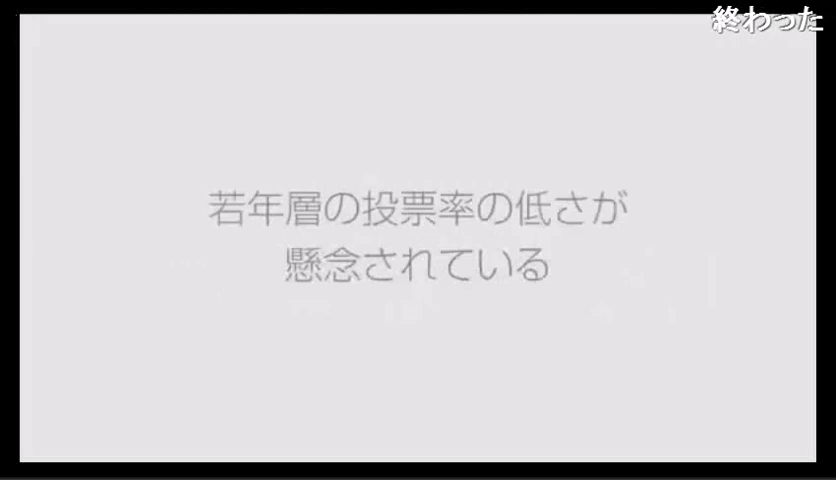 終わった
若年層の投票率の低さが
懸念されている